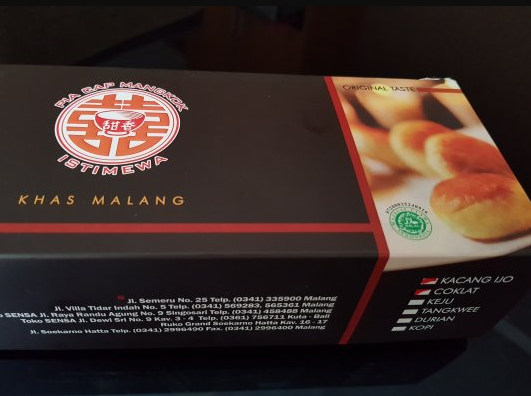 PIA CAP MANGKOK
甜香
ISTIMEWA
KHAS MALANG
ORIGINAL TASTE
HALAL
Jl. Semeru No. 25 Telp. (0341) 335900 Malang
Jl. Villa Tidar Indah No. 5 Telp. (0341) 569283, 565361 Malang
SENSA Jl. Raya Randu Agung No. 9 Singosari Telp. (0341) 458488 Malang
Toko SENSA Jl. Dewi Sri No. 9 Kav. 3 - 4 Telp. (0361) 756711 Kuta - Bali
Ruko Grand Soekarno Hatta Kav. 16 - 17
Jl. Soekarno Hatta Telp. (0341) 2996490 Fax. (0341) 2996400 Malang
KACANG IJO
COKLAT
KEJU
TANGKWEE
DURIAN
KOPI